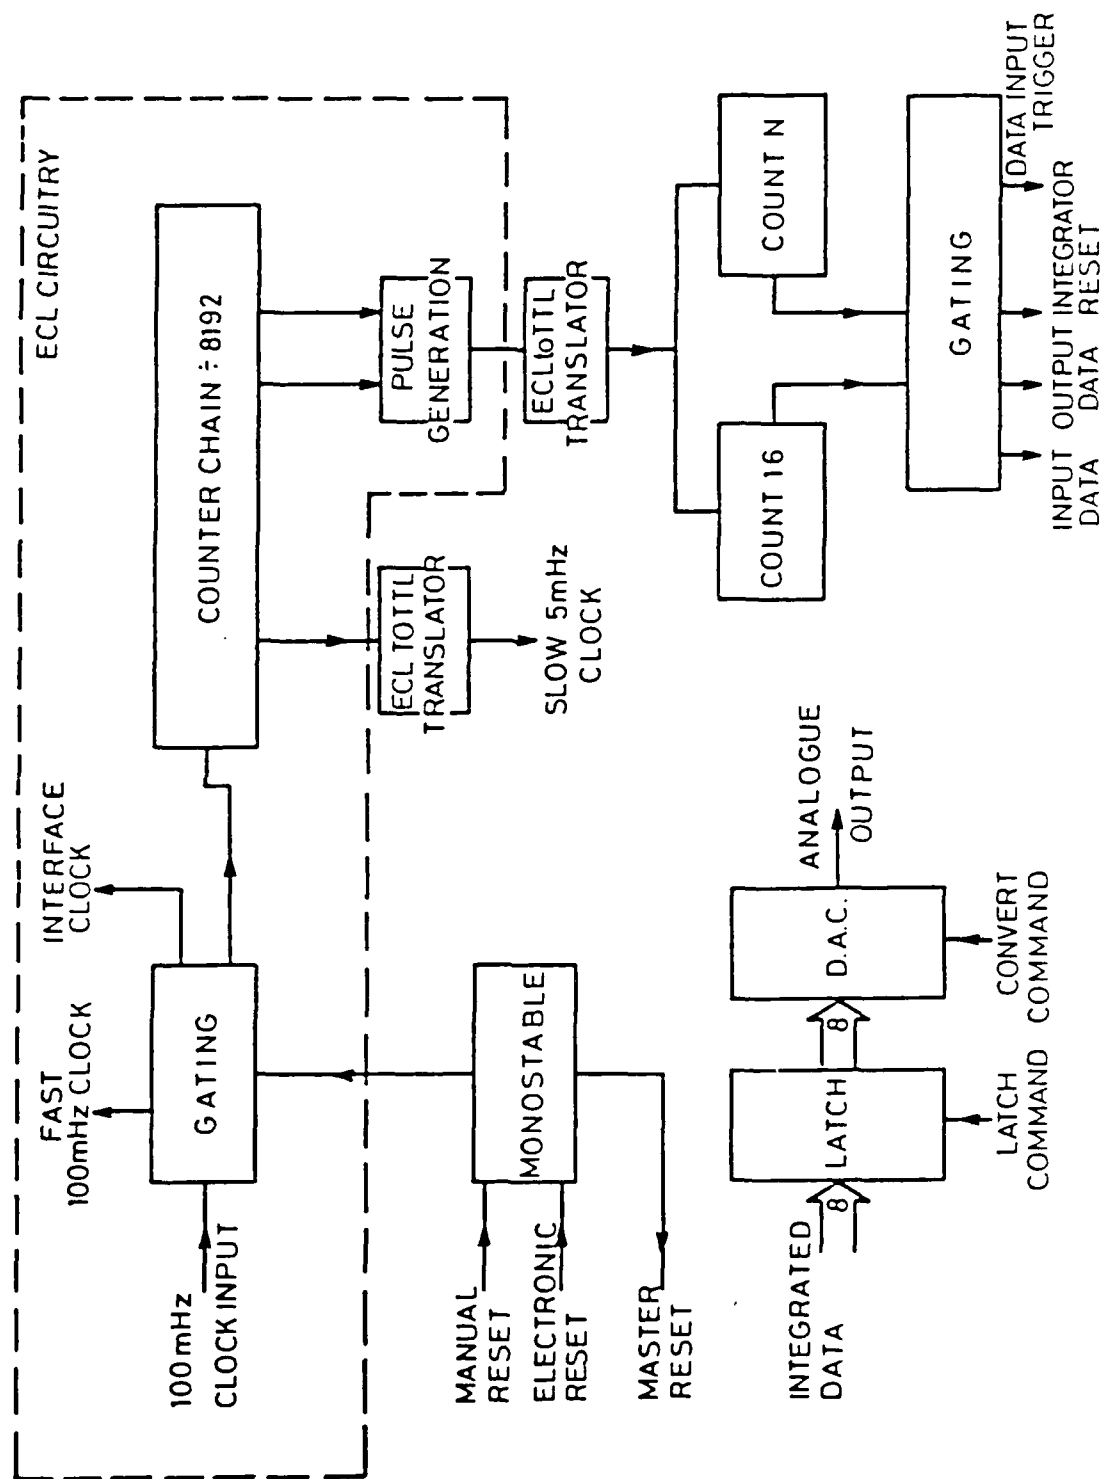 ECL CIRCUITRY
FAST
100mHz CLOCK
INTERFACE
CLOCK
100mHz
CLOCK INPUT
GATING
COUNTER CHAIN ÷ 8192
PULSE
GENERATION
ECL TO TTL
TRANSLATOR
SLOW 5mHz
CLOCK
ECL to TTL
TRANSLATOR
MANUAL
RESET
ELECTRONIC
RESET
MONOSTABLE
MASTER
RESET
COUNT 16
COUNT N
GATING
INPUT
DATA
OUTPUT
DATA
INTEGRATOR
RESET
DATA INPUT
TRIGGER
INTEGRATED
DATA
8
LATCH
8
D.A.C.
ANALOGUE
OUTPUT
LATCH
COMMAND
CONVERT
COMMAND